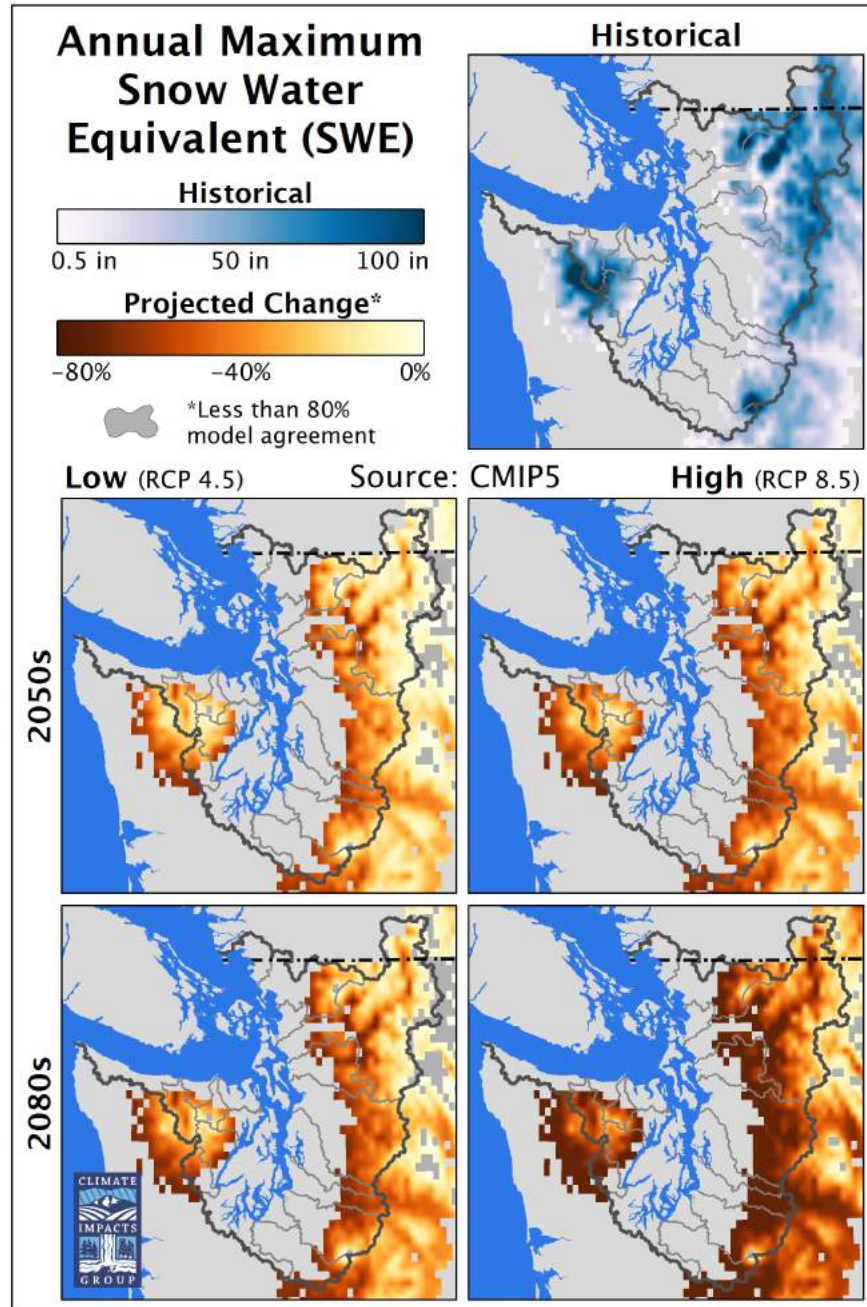 Annual Maximum
Snow Water
Equivalent (SWE)
Historical
Historical
0.5 in 50 in 100 in
Projected Change*
-80% -40% 0%
*Less than 80%
model agreement
Low (RCP 4.5) Source: CMIP5 High (RCP 8.5)
2050s
2080s
CLIMATE
IMPACTS
GROUP